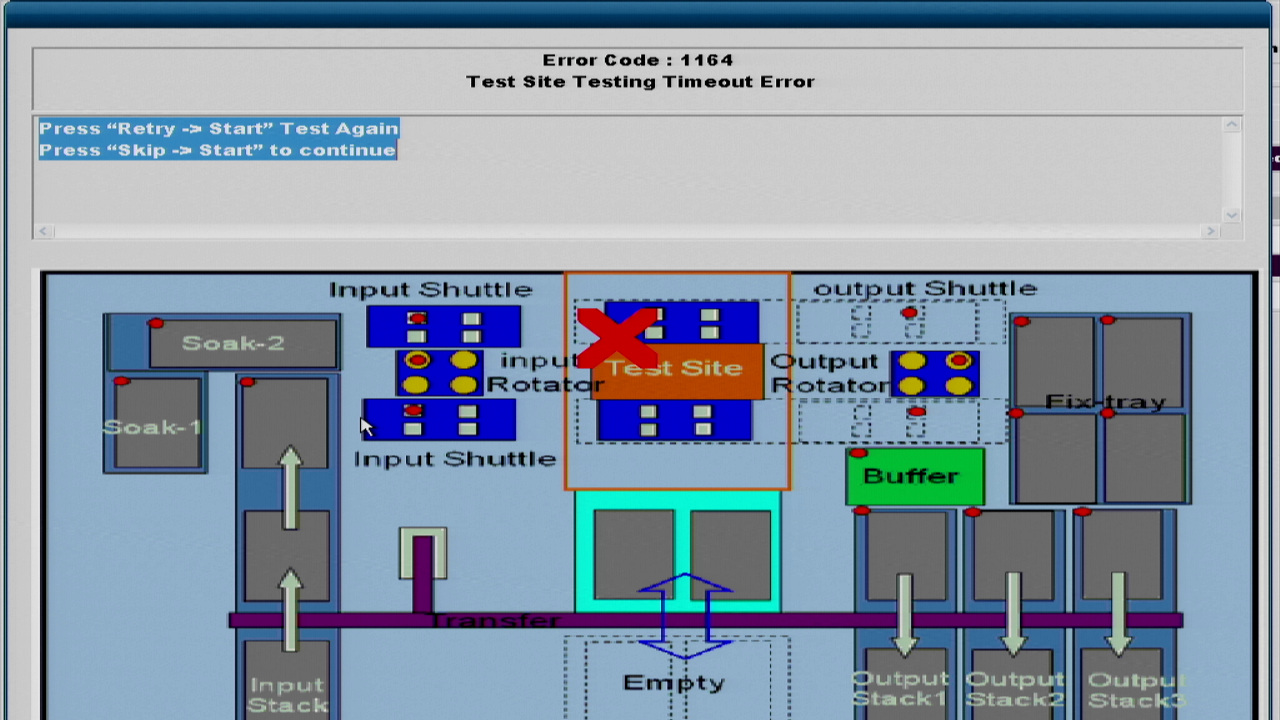 Error Code : 1164
Test Site Testing Timeout Error
Press “Retry -> Start” Test Again
Press “Skip -> Start” to continue
Input Shuttle
output Shuttle
Soak-2
input
Rotator
Test Site
Output
Rotator
Fix-tray
Soak-1
Input Shuttle
Buffer
Transfer
Empty
Input
Stack
Output
Stack1
Output
Stack2
Output
Stack3